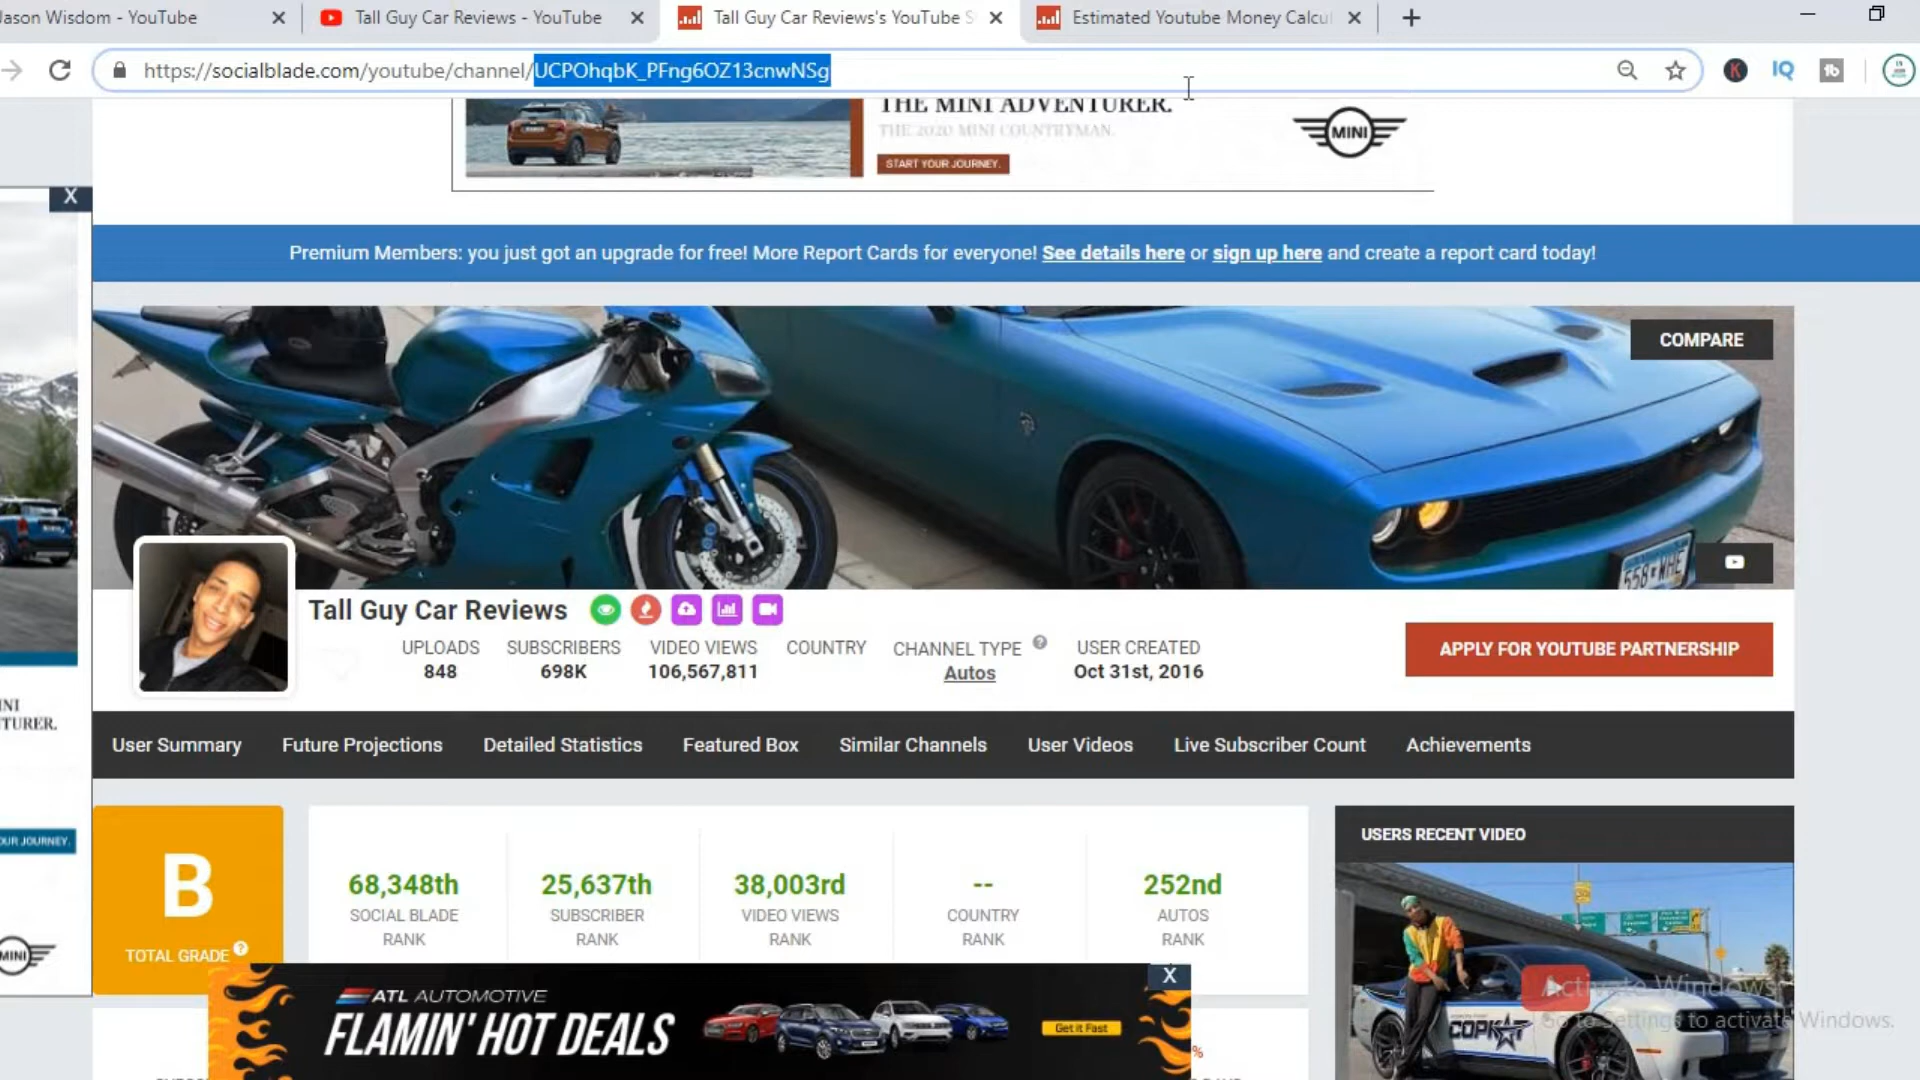 Jason Wisdom - YouTube
Tall Guy Car Reviews - YouTube
Tall Guy Car Reviews's YouTube S
Estimated Youtube Money Calcul
https://socialblade.com/youtube/channel/UCPOhqbK_PFng6OZ13cnwNSg
IQ
tb
THE MINI ADVENTURER.
THE 2020 MINI COUNTRYMAN.
START YOUR JOURNEY.
MINI
X
Premium Members: you just got an upgrade for free! More Report Cards for everyone! See details here or sign up here and create a report card today!
COMPARE
558 WHE
Tall Guy Car Reviews
UPLOADS
848
SUBSCRIBERS
698K
VIDEO VIEWS
106,567,811
COUNTRY
CHANNEL TYPE
Autos
USER CREATED
Oct 31st, 2016
APPLY FOR YOUTUBE PARTNERSHIP
INI
TURER.
User Summary
Future Projections
Detailed Statistics
Featured Box
Similar Channels
User Videos
Live Subscriber Count
Achievements
OUR JOURNEY.
MINI
B
TOTAL GRADE
68,348th
SOCIAL BLADE
RANK
25,637th
SUBSCRIBER
RANK
38,003rd
VIDEO VIEWS
RANK
--
COUNTRY
RANK
252nd
AUTOS
RANK
USERS RECENT VIDEO
X
ATL AUTOMOTIVE
FLAMIN' HOT DEALS
Get it Fast
%
Activate Windows
Go to Settings to activate Windows.